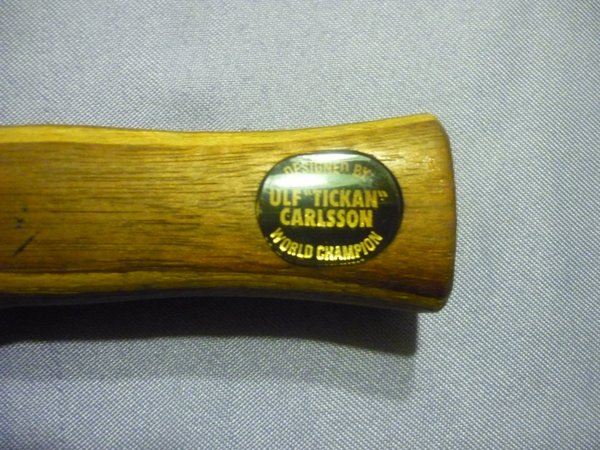 DESIGNED BY
ULF "TICKAN"
CARLSSON
WORLD CHAMPION